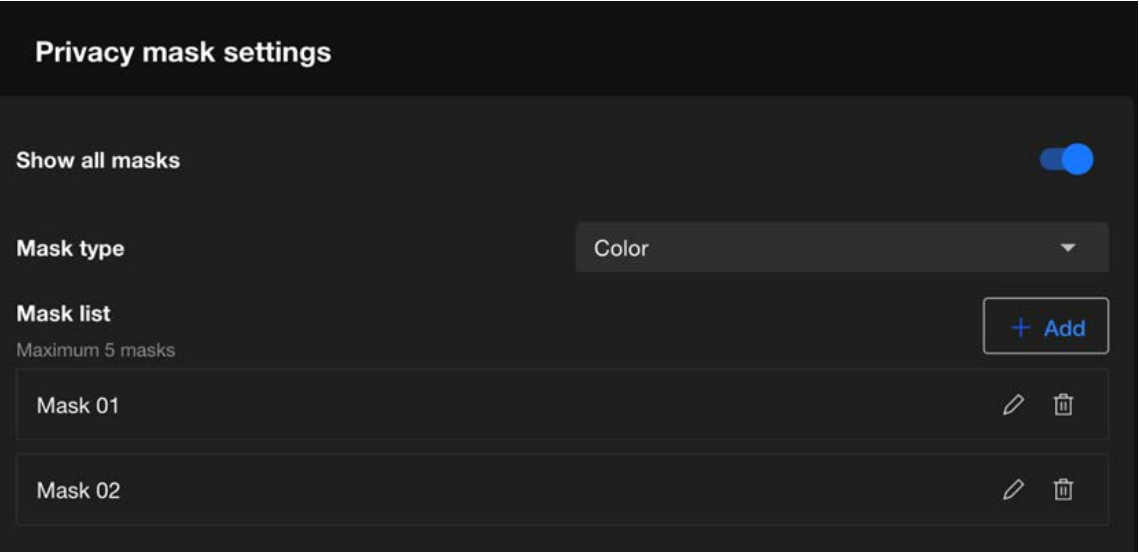 Privacy mask settings
Show all masks
Mask type
Color
Mask list
+ Add
Maximum 5 masks
Mask 01
Mask 02